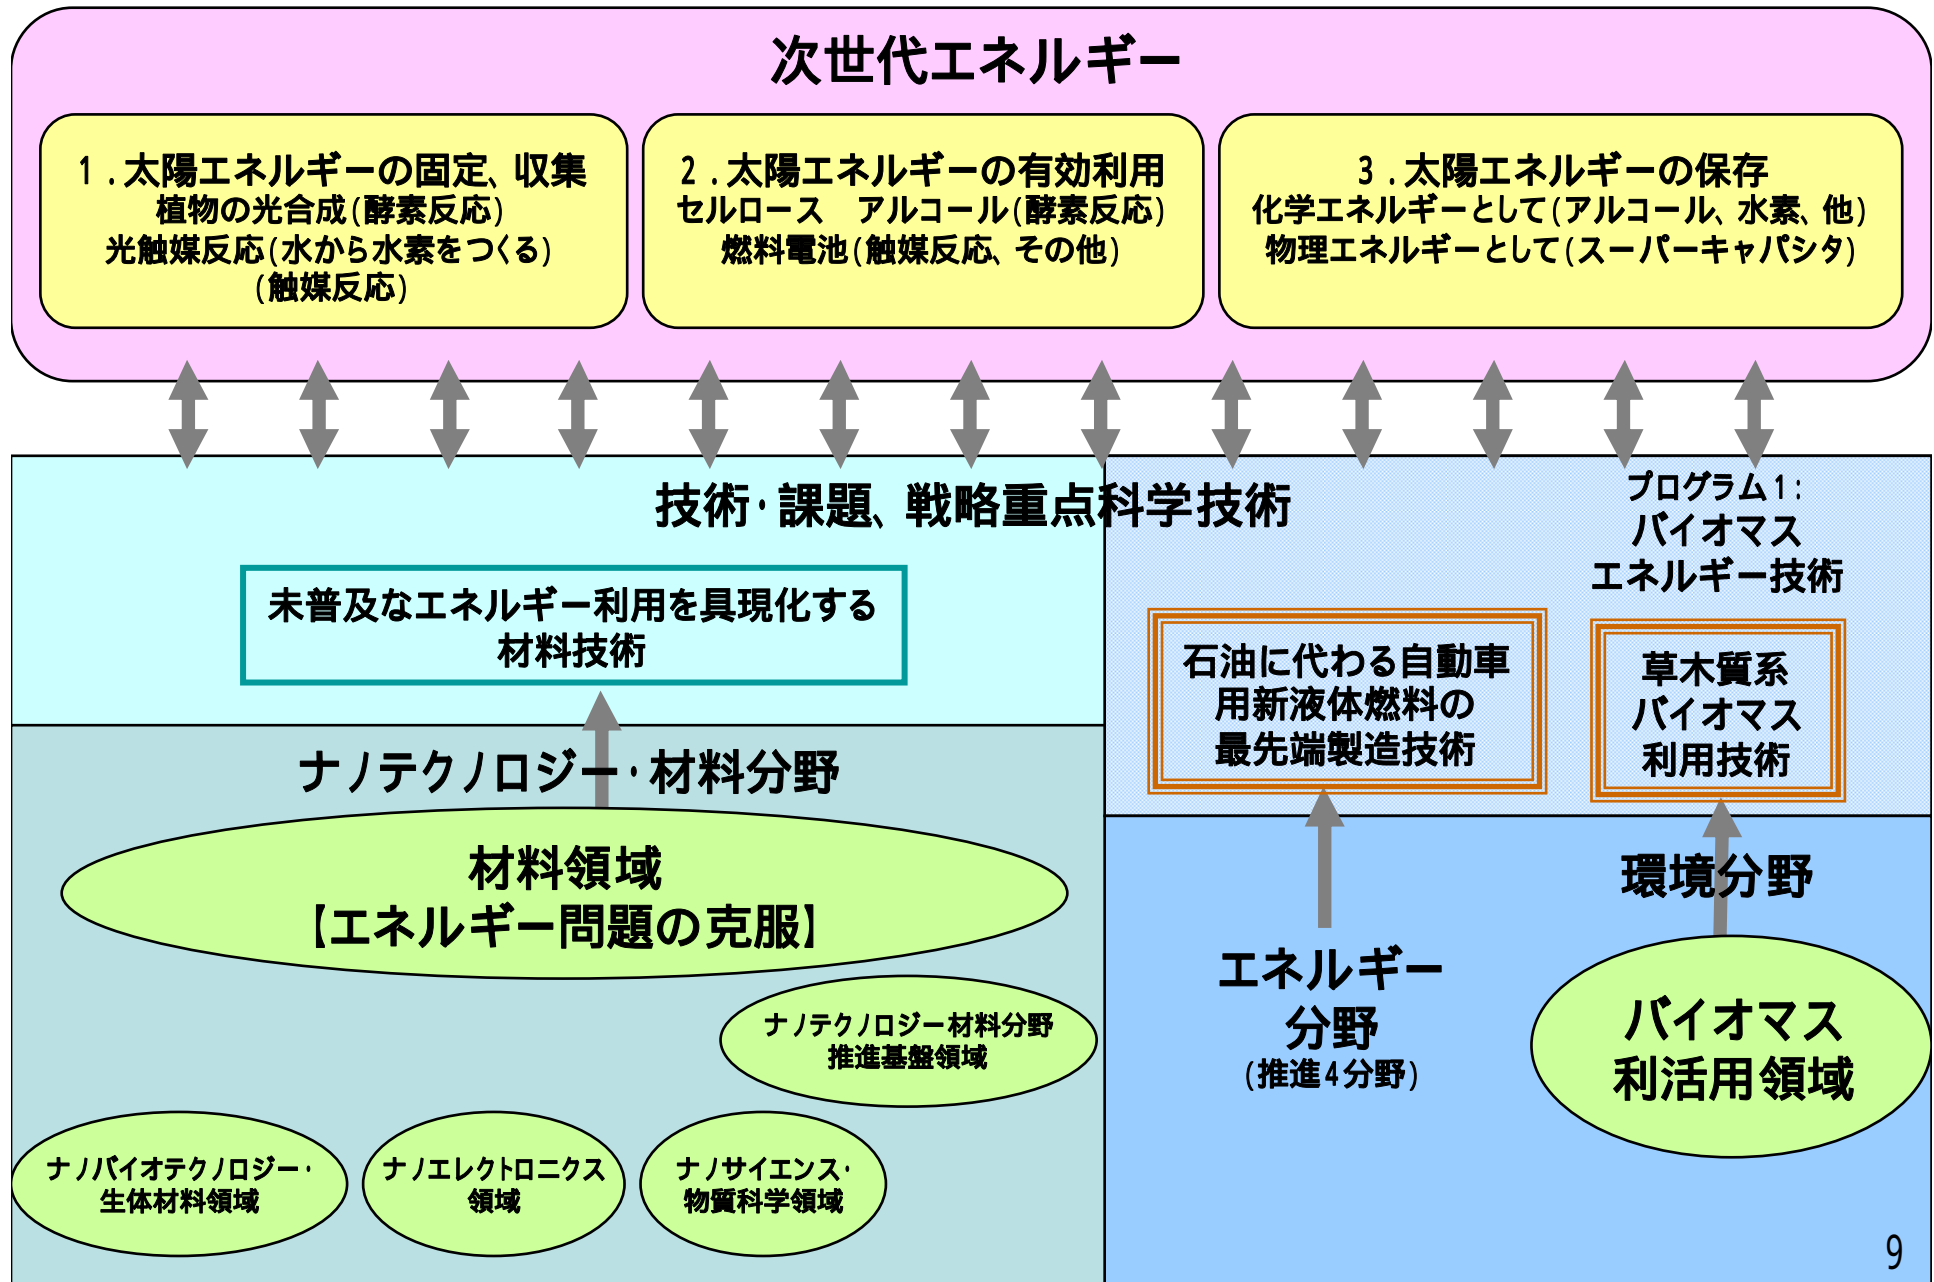 次世代エネルギー
1．太陽エネルギーの固定、収集
植物の光合成(酵素反応)
光触媒反応(水から水素をつくる)
(触媒反応)
2．太陽エネルギーの有効利用
セルロース　アルコール(酵素反応)
燃料電池(触媒反応、その他)
3．太陽エネルギーの保存
化学エネルギーとして(アルコール、水素、他)
物理エネルギーとして(スーパーキャパシタ)
技術・課題、戦略重点科学技術
未普及なエネルギー利用を具現化する
材料技術
プログラム1:
バイオマス
エネルギー技術
石油に代わる自動車
用新液体燃料の
最先端製造技術
草木質系
バイオマス
利用技術
ナノテクノロジー・材料分野
材料領域
【エネルギー問題の克服】
ナノテクノロジー材料分野
推進基盤領域
ナノバイオテクノロジー・
生体材料領域
ナノエレクトロニクス
領域
ナノサイエンス・
物質科学領域
エネルギー
分野
(推進4分野)
環境分野
バイオマス
利活用領域
9